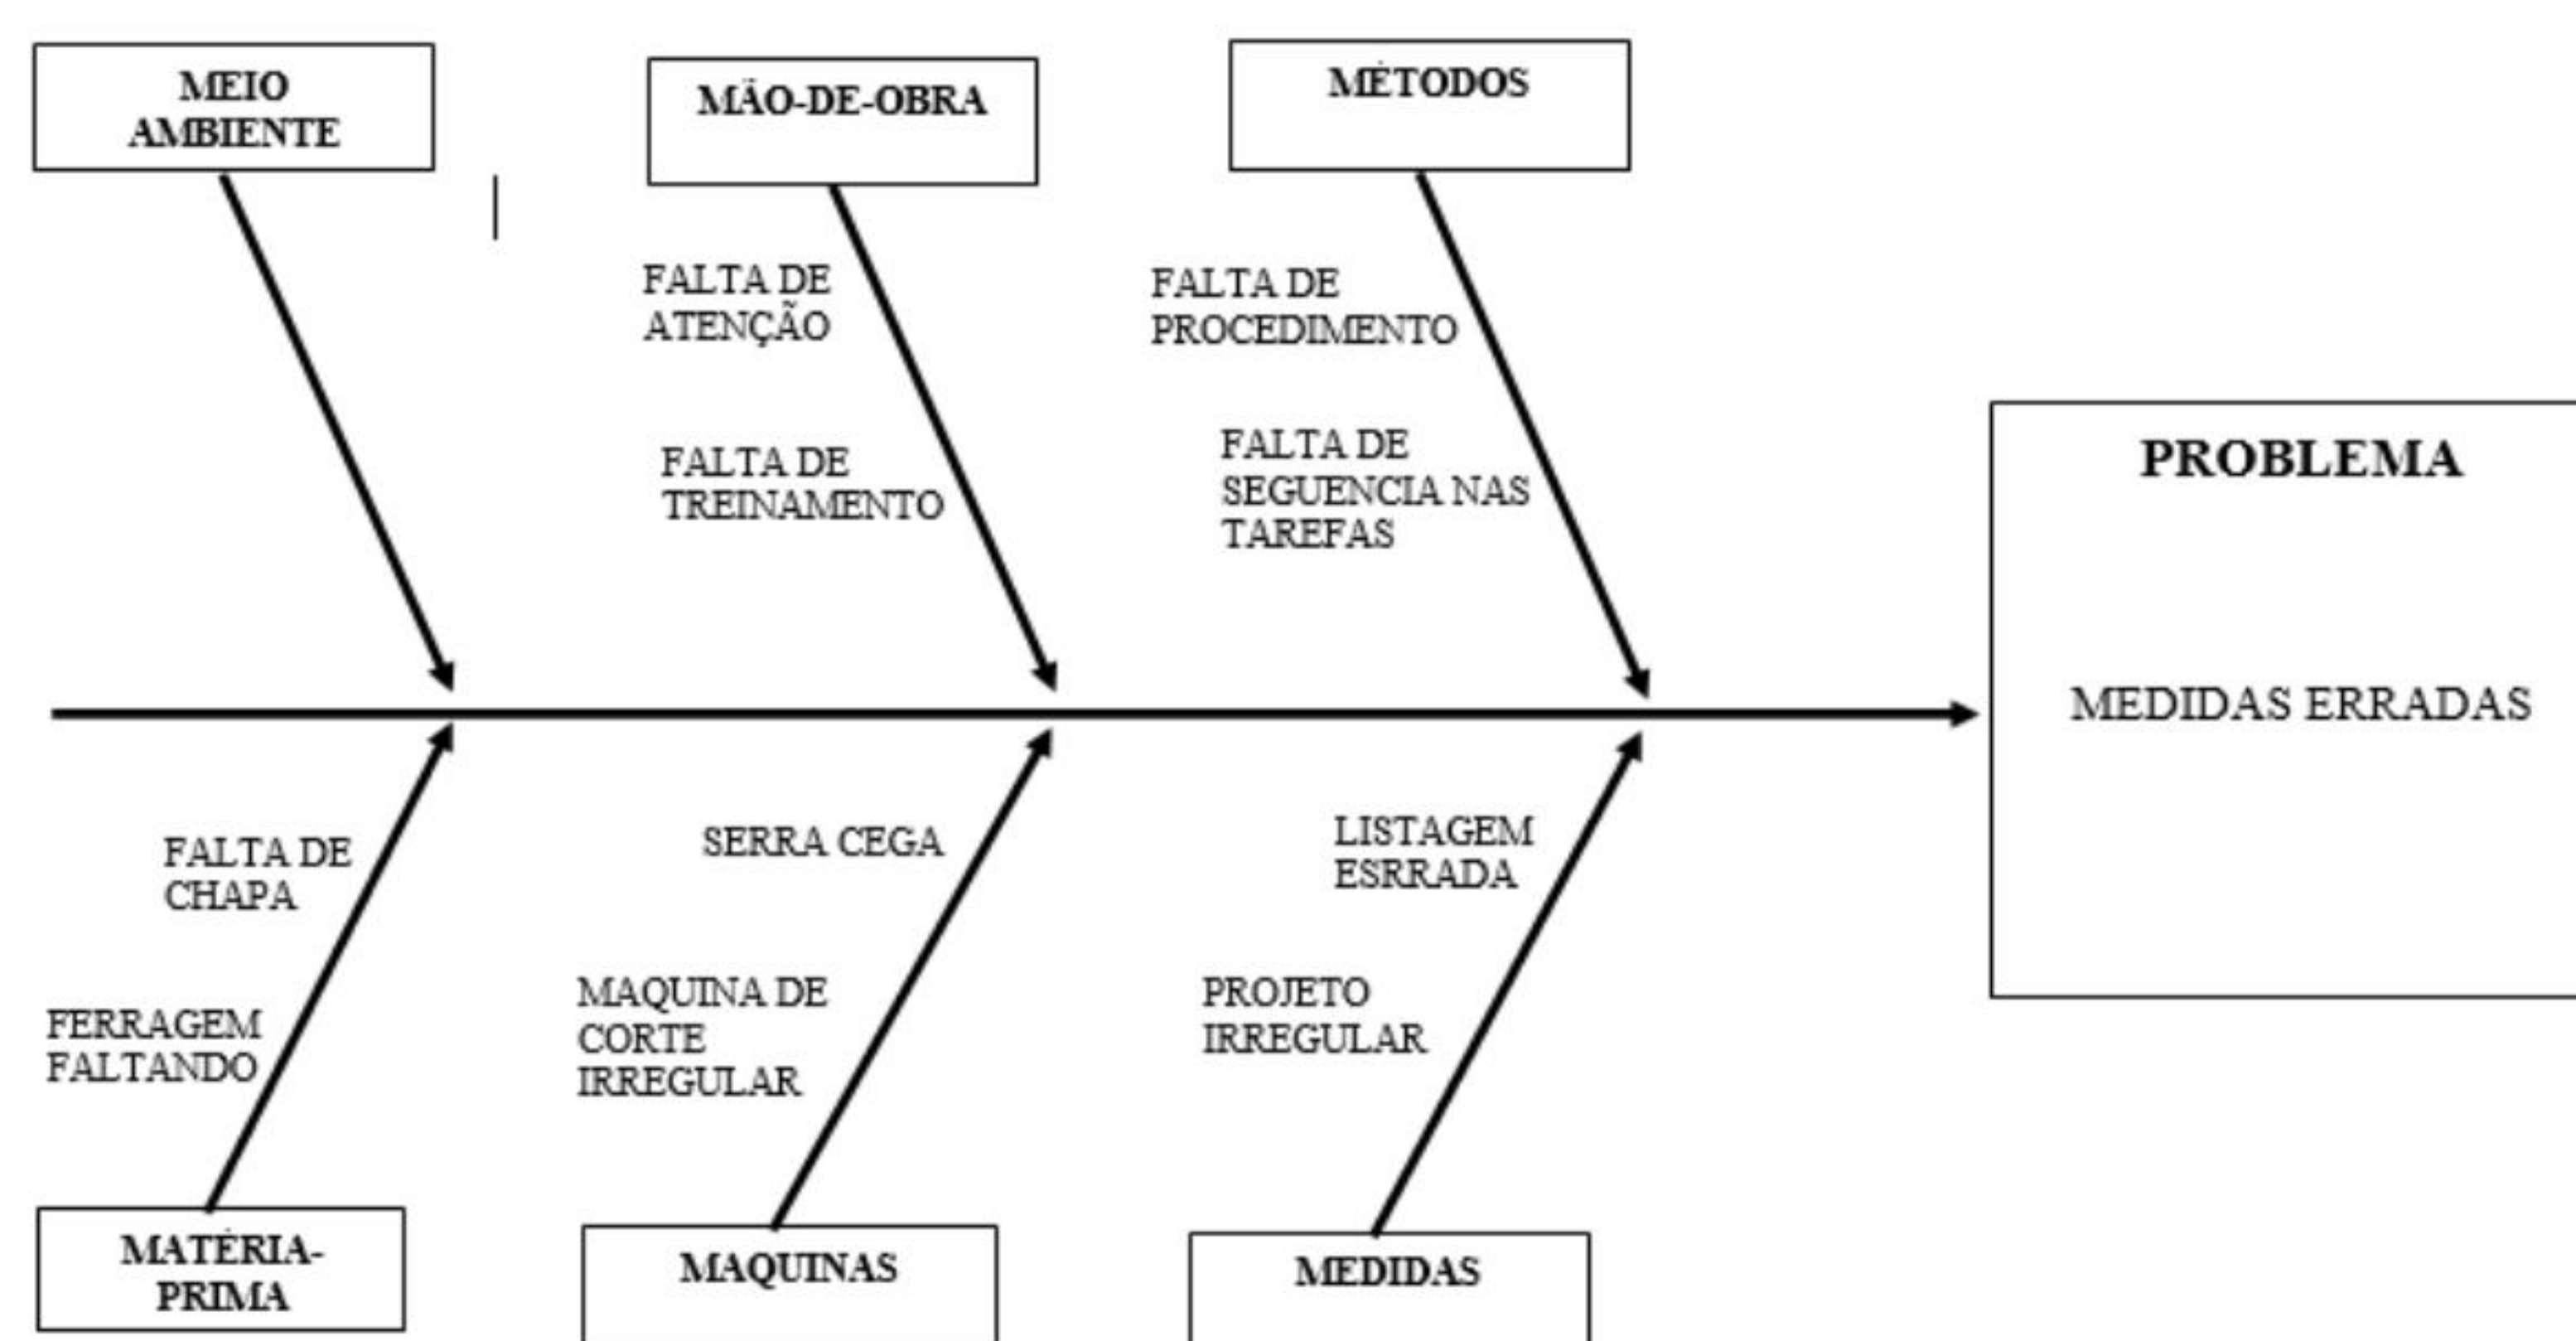 MEIO
AMBIENTE
MÃO-DE-OBRA
MÉTODOS
FALTA DE
ATENÇÃO
FALTA DE
TREINAMENTO
FALTA DE
PROCEDIMENTO
FALTA DE
SEGUENCIA NAS
TAREFAS
PROBLEMA
MEDIDAS ERRADAS
FALTA DE
CHAPA
FERRAGEM
FALTANDO
SERRA CEGA
MAQUINA DE
CORTE
IRREGULAR
LISTAGEM
ESRRADA
PROJETO
IRREGULAR
MATÉRIA-
PRIMA
MAQUINAS
MEDIDAS